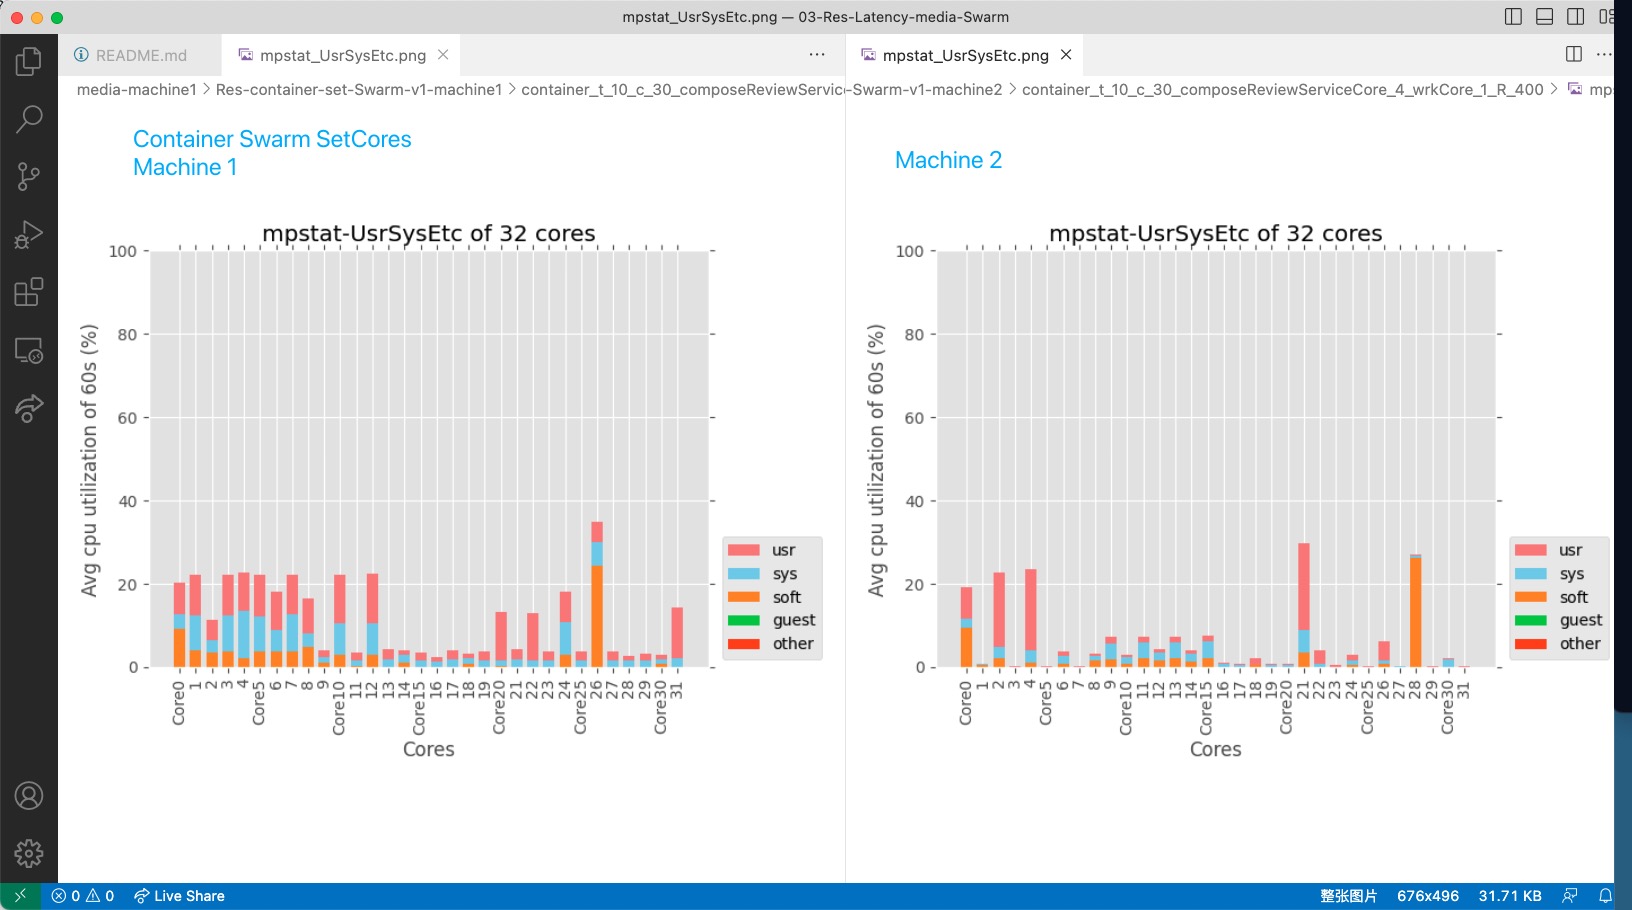 mpstat_UsrSysEtc.png — 03-Res-Latency-media-Swarm
README.md
mpstat_UsrSysEtc.png
mpstat_UsrSysEtc.png
media-machine1 > Res-container-set-Swarm-v1-machine1 > container_t_10_c_30_composeReviewServic
-Swarm-v1-machine2 > container_t_10_c_30_composeReviewServiceCore_4_wrkCore_1_R_400 > mp
Container Swarm SetCores
Machine 1
mpstat-UsrSysEtc of 32 cores
100
80
60
40
20
0
Avg cpu utilization of 60s (%)
Core0 1 2 3 4 Core5 6 7 8 9 Core10 11 12 13 14 Core15 16 17 18 19 Core20 21 22 23 24 Core25 26 27 28 29 Core30 31
Cores
usr
sys
soft
guest
other
Machine 2
mpstat-UsrSysEtc of 32 cores
100
80
60
40
20
0
Avg cpu utilization of 60s (%)
Core0 1 2 3 4 Core5 6 7 8 9 Core10 11 12 13 14 Core15 16 17 18 19 Core20 21 22 23 24 Core25 26 27 28 29 Core30 31
Cores
usr
sys
soft
guest
other
0 0 Live Share
整张图片 676x496 31.71 KB